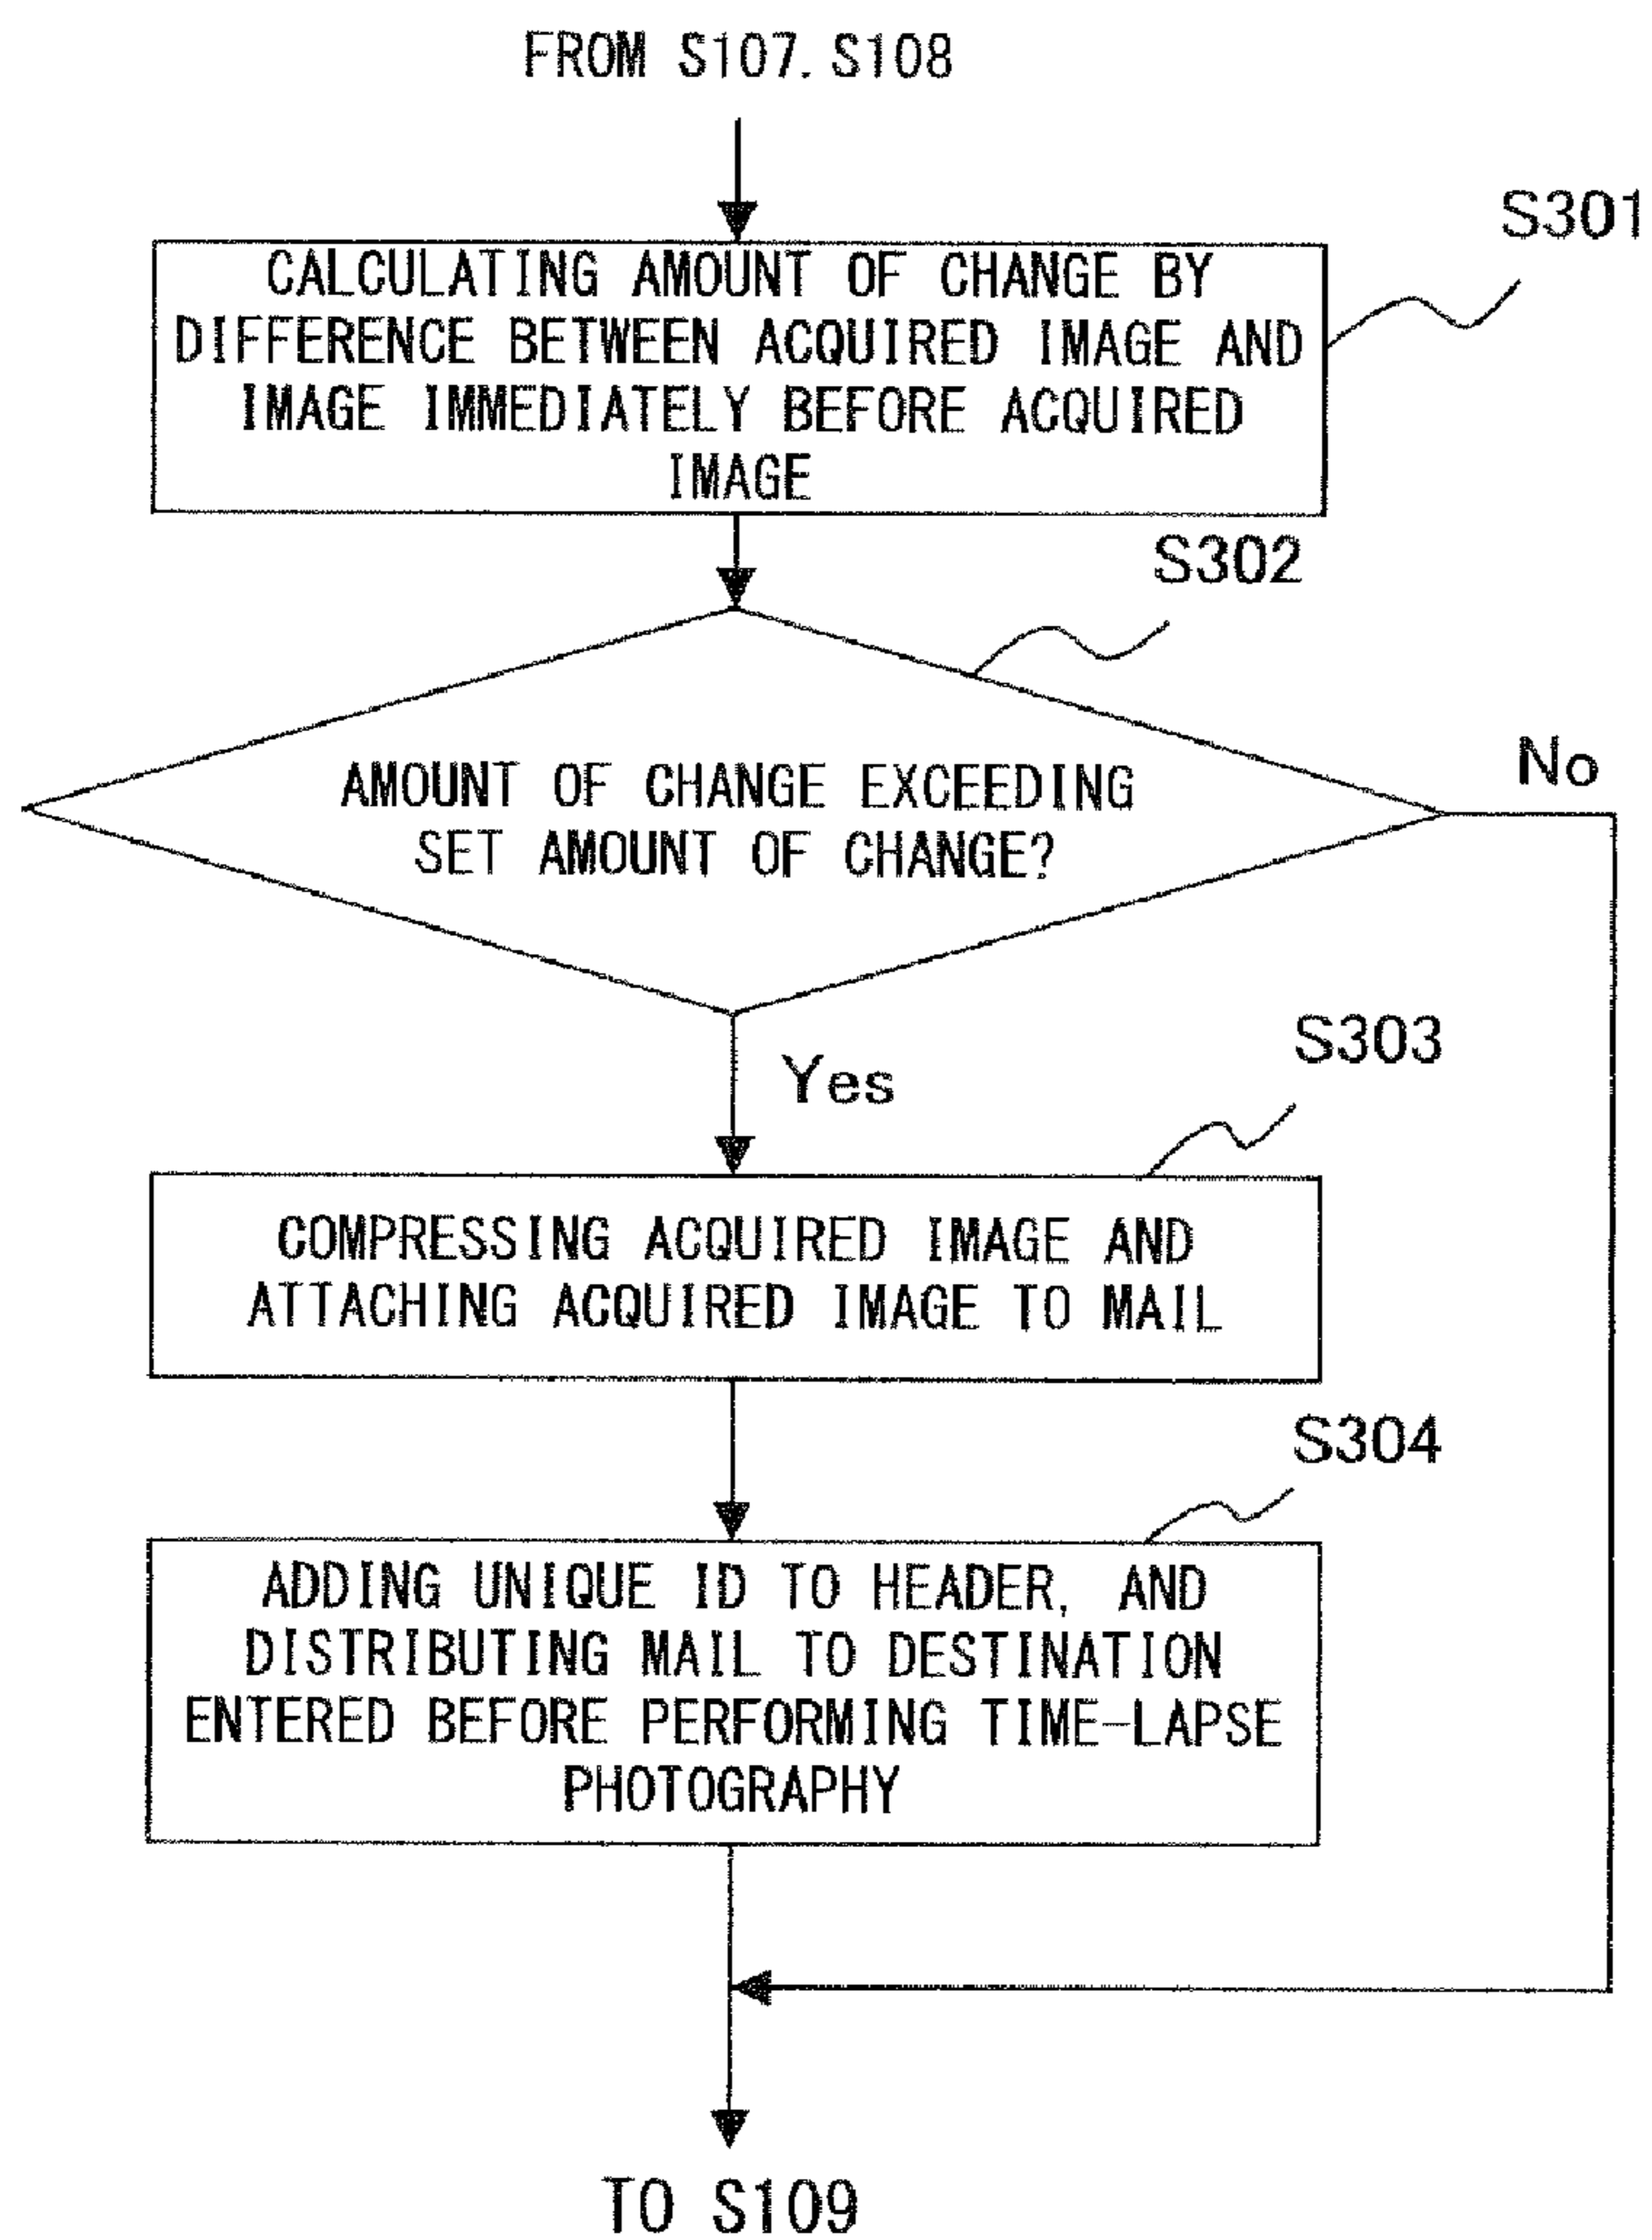 FROM S107. S108
S301
CALCULATING AMOUNT OF CHANGE BY
DIFFERENCE BETWEEN ACQUIRED IMAGE AND
IMAGE IMMEDIATELY BEFORE ACQUIRED
IMAGE
S302
AMOUNT OF CHANGE EXCEEDING
SET AMOUNT OF CHANGE?
No
Yes
S303
COMPRESSING ACQUIRED IMAGE AND
ATTACHING ACQUIRED IMAGE TO MAIL
S304
ADDING UNIQUE ID TO HEADER, AND
DISTRIBUTING MAIL TO DESTINATION
ENTERED BEFORE PERFORMING TIME-LAPSE
PHOTOGRAPHY
TO S109